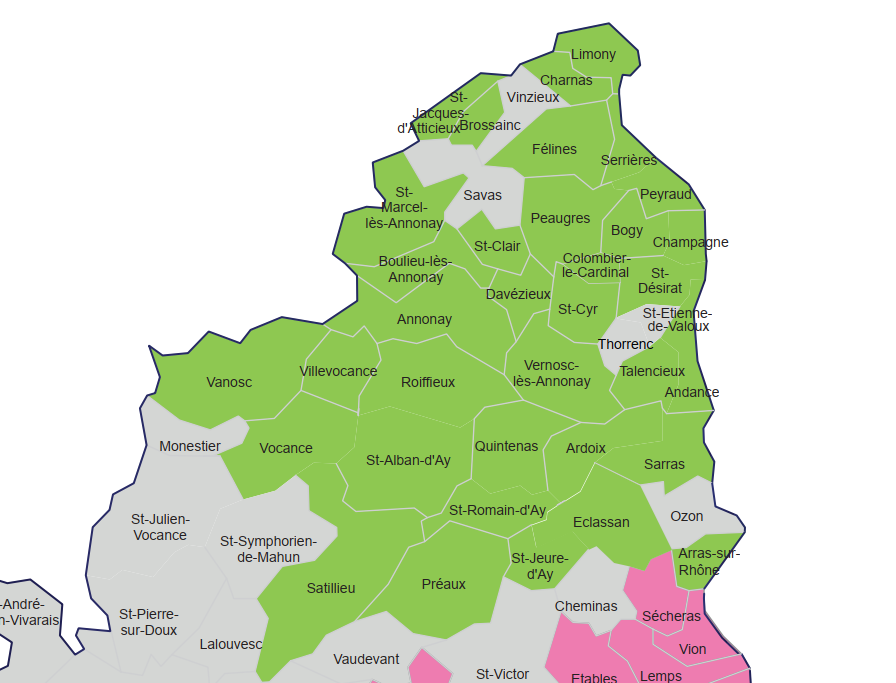 Limony
Charnas
Vinzieux
St-
Jacques-
d'Atticieux
Brossainc
Félines
Serrières
Savas
Peyraud
St-
Marcel-
lès-Annonay
Peaugres
Bogy
Champagne
St-Clair
Boulieu-lès-
Annonay
Colombier-
le-Cardinal
St-
Désirat
Davézieux
St-Cyr
St-Etienne-
de-Valoux
Annonay
Thorrenc
Vanosc
Villevocance
Roiffieux
Vernosc-
lès-Annonay
Talencieux
Andance
Monestier
Vocance
St-Alban-d'Ay
Quintenas
Ardoix
Sarras
St-Julien-
Vocance
St-Romain-d'Ay
Eclassan
Ozon
St-Symphorien-
de-Mahun
Arras-sur-
Rhône
St-Jeure-
d'Ay
Satillieu
Préaux
-André-
n-Vivarais
St-Pierre-
sur-Doux
Cheminas
Sécheras
Lalouvesc
Vaudevant
Vion
St-Victor
Etables
Lemps